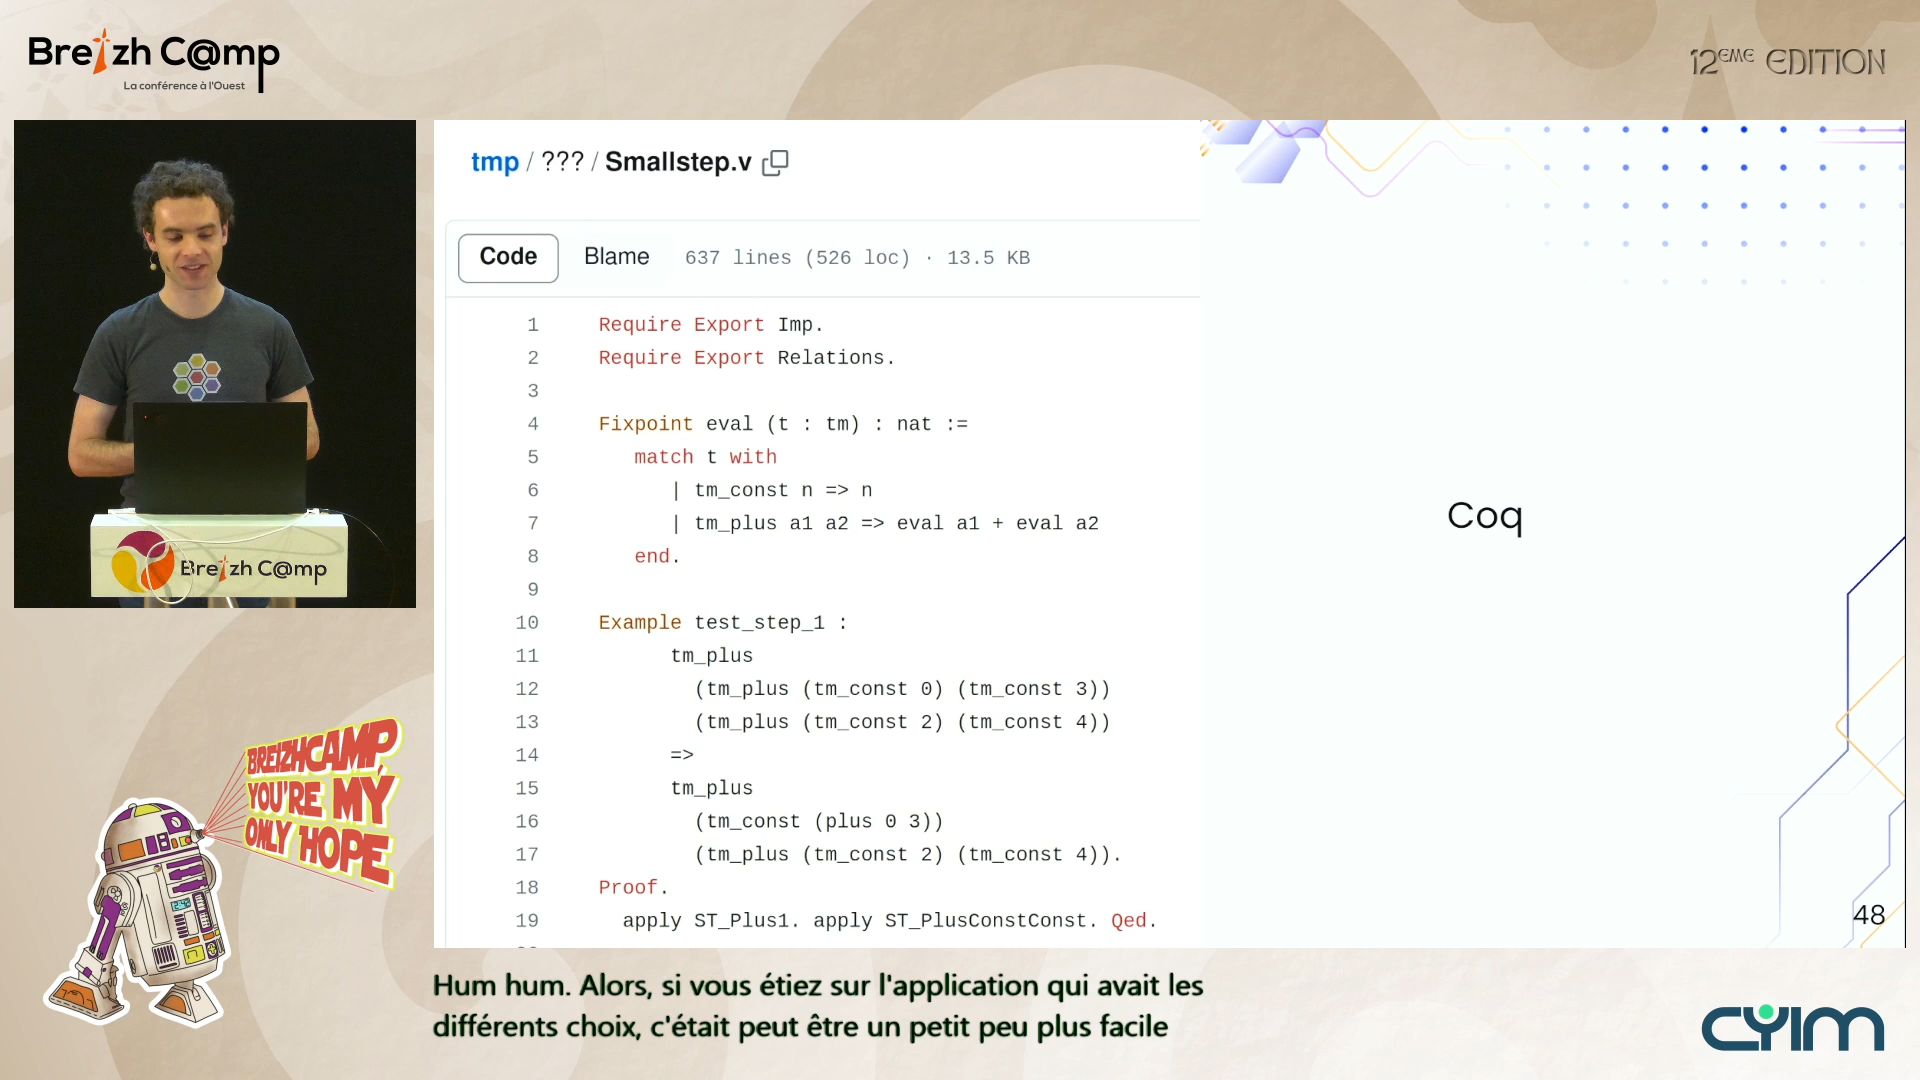 Breizh C@mp
La conférence à l'Ouest
12EME EDITION
tmp / ??? / Smallstep.v
Code Blame 637 lines (526 loc) · 13.5 KB
1 Require Export Imp.
2 Require Export Relations.
3
4 Fixpoint eval (t : tm) : nat :=
5 match t with
6 | tm_const n => n
7 | tm_plus a1 a2 => eval a1 + eval a2
8 end.
9
10 Example test_step_1 :
11 tm_plus
12 (tm_plus (tm_const 0) (tm_const 3))
13 (tm_plus (tm_const 2) (tm_const 4))
14 =>
15 tm_plus
16 (tm_const (plus 0 3))
17 (tm_plus (tm_const 2) (tm_const 4)).
18 Proof.
19 apply ST_Plus1. apply ST_PlusConstConst. Qed.
Coq
48
Breizh C@mp
BREIZHCAMP
YOU'RE MY
ONLY HOPE
Hum hum. Alors, si vous étiez sur l'application qui avait les
différents choix, c'était peut être un petit peu plus facile
CYIM